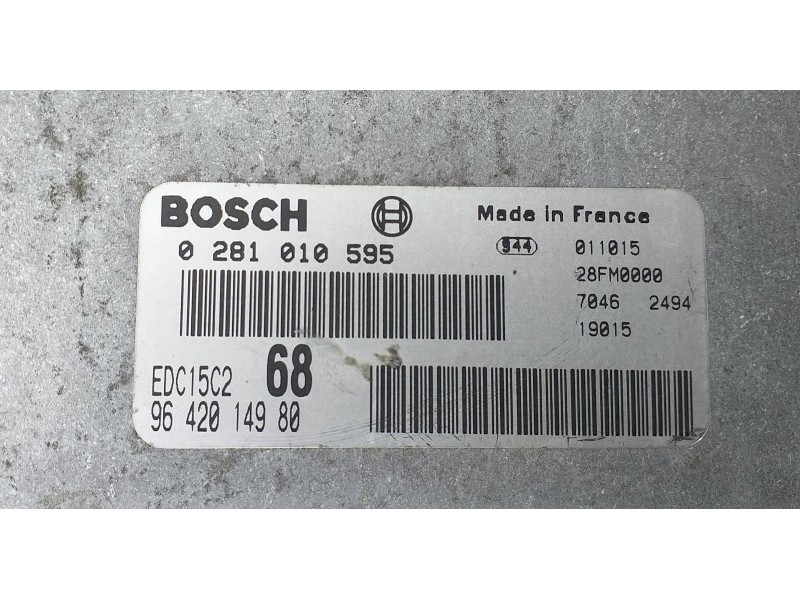 BOSCH
Made in France
0 281 010 595
944 011015
28FM0000
7046 2494
19015
EDC15C2 68
96 420 149 80